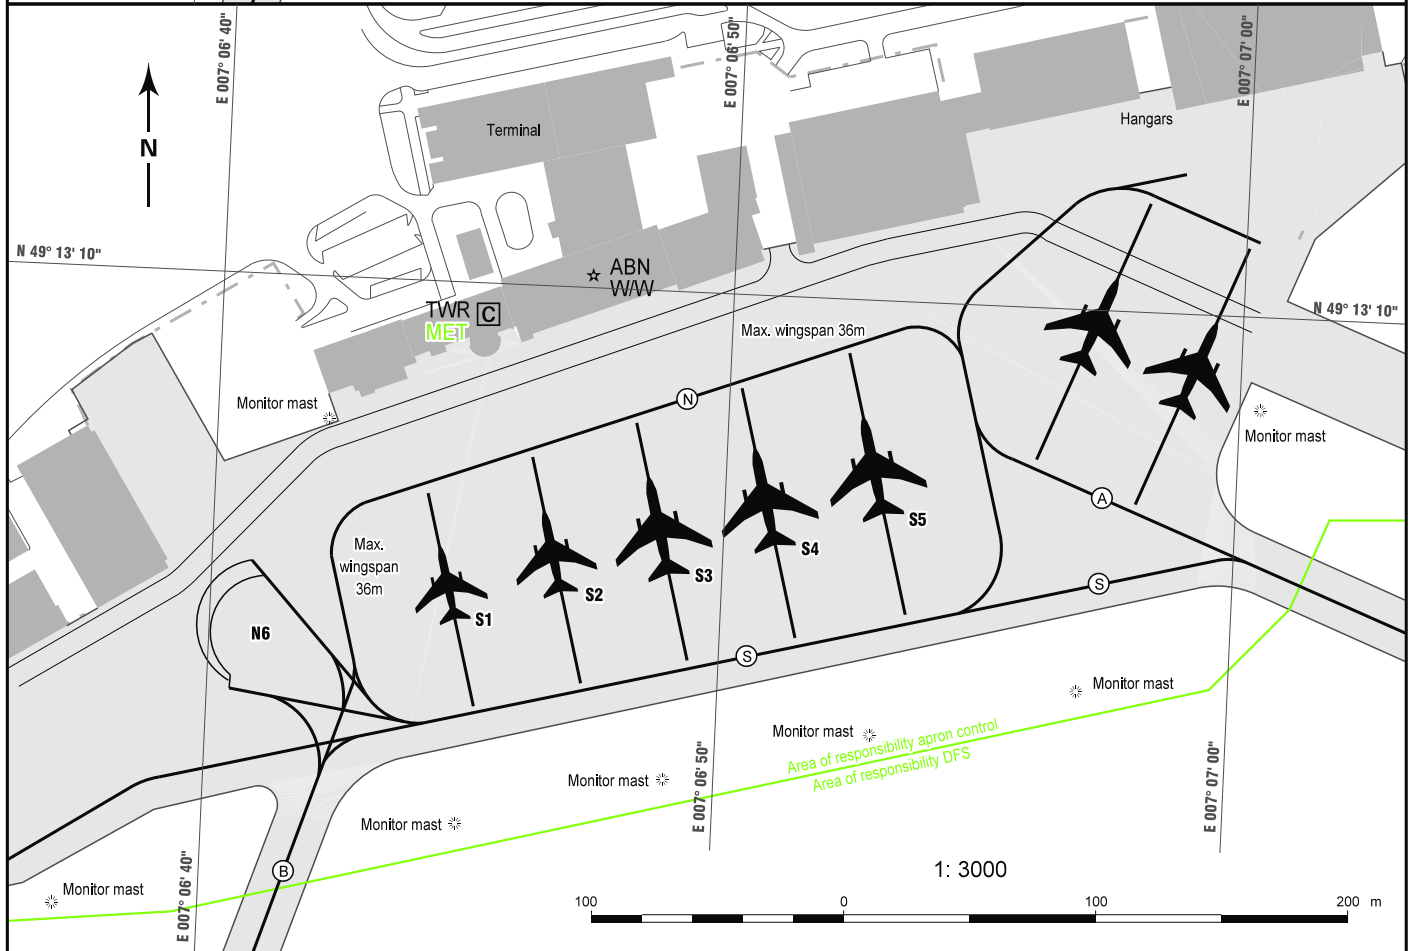 E 007° 06' 40"
E 007° 06' 50"
E 007° 07' 00"
Hangars
Terminal
N
N 49° 13' 10"
ABN
W/W
TWR C
MET
N 49° 13' 10"
Max. wingspan 36m
Monitor mast
N
Monitor mast
A
S5
Max.
wingspan
36m
S4
S3
S2
S1
S
N6
S
Monitor mast
Monitor mast
Area of responsibility apron control
Area of responsibility DFS
Monitor mast
Monitor mast
E 007° 06' 50"
E 007° 07' 00"
B
Monitor mast
E 007° 06' 40"
1: 3000
100 0 100 200 m